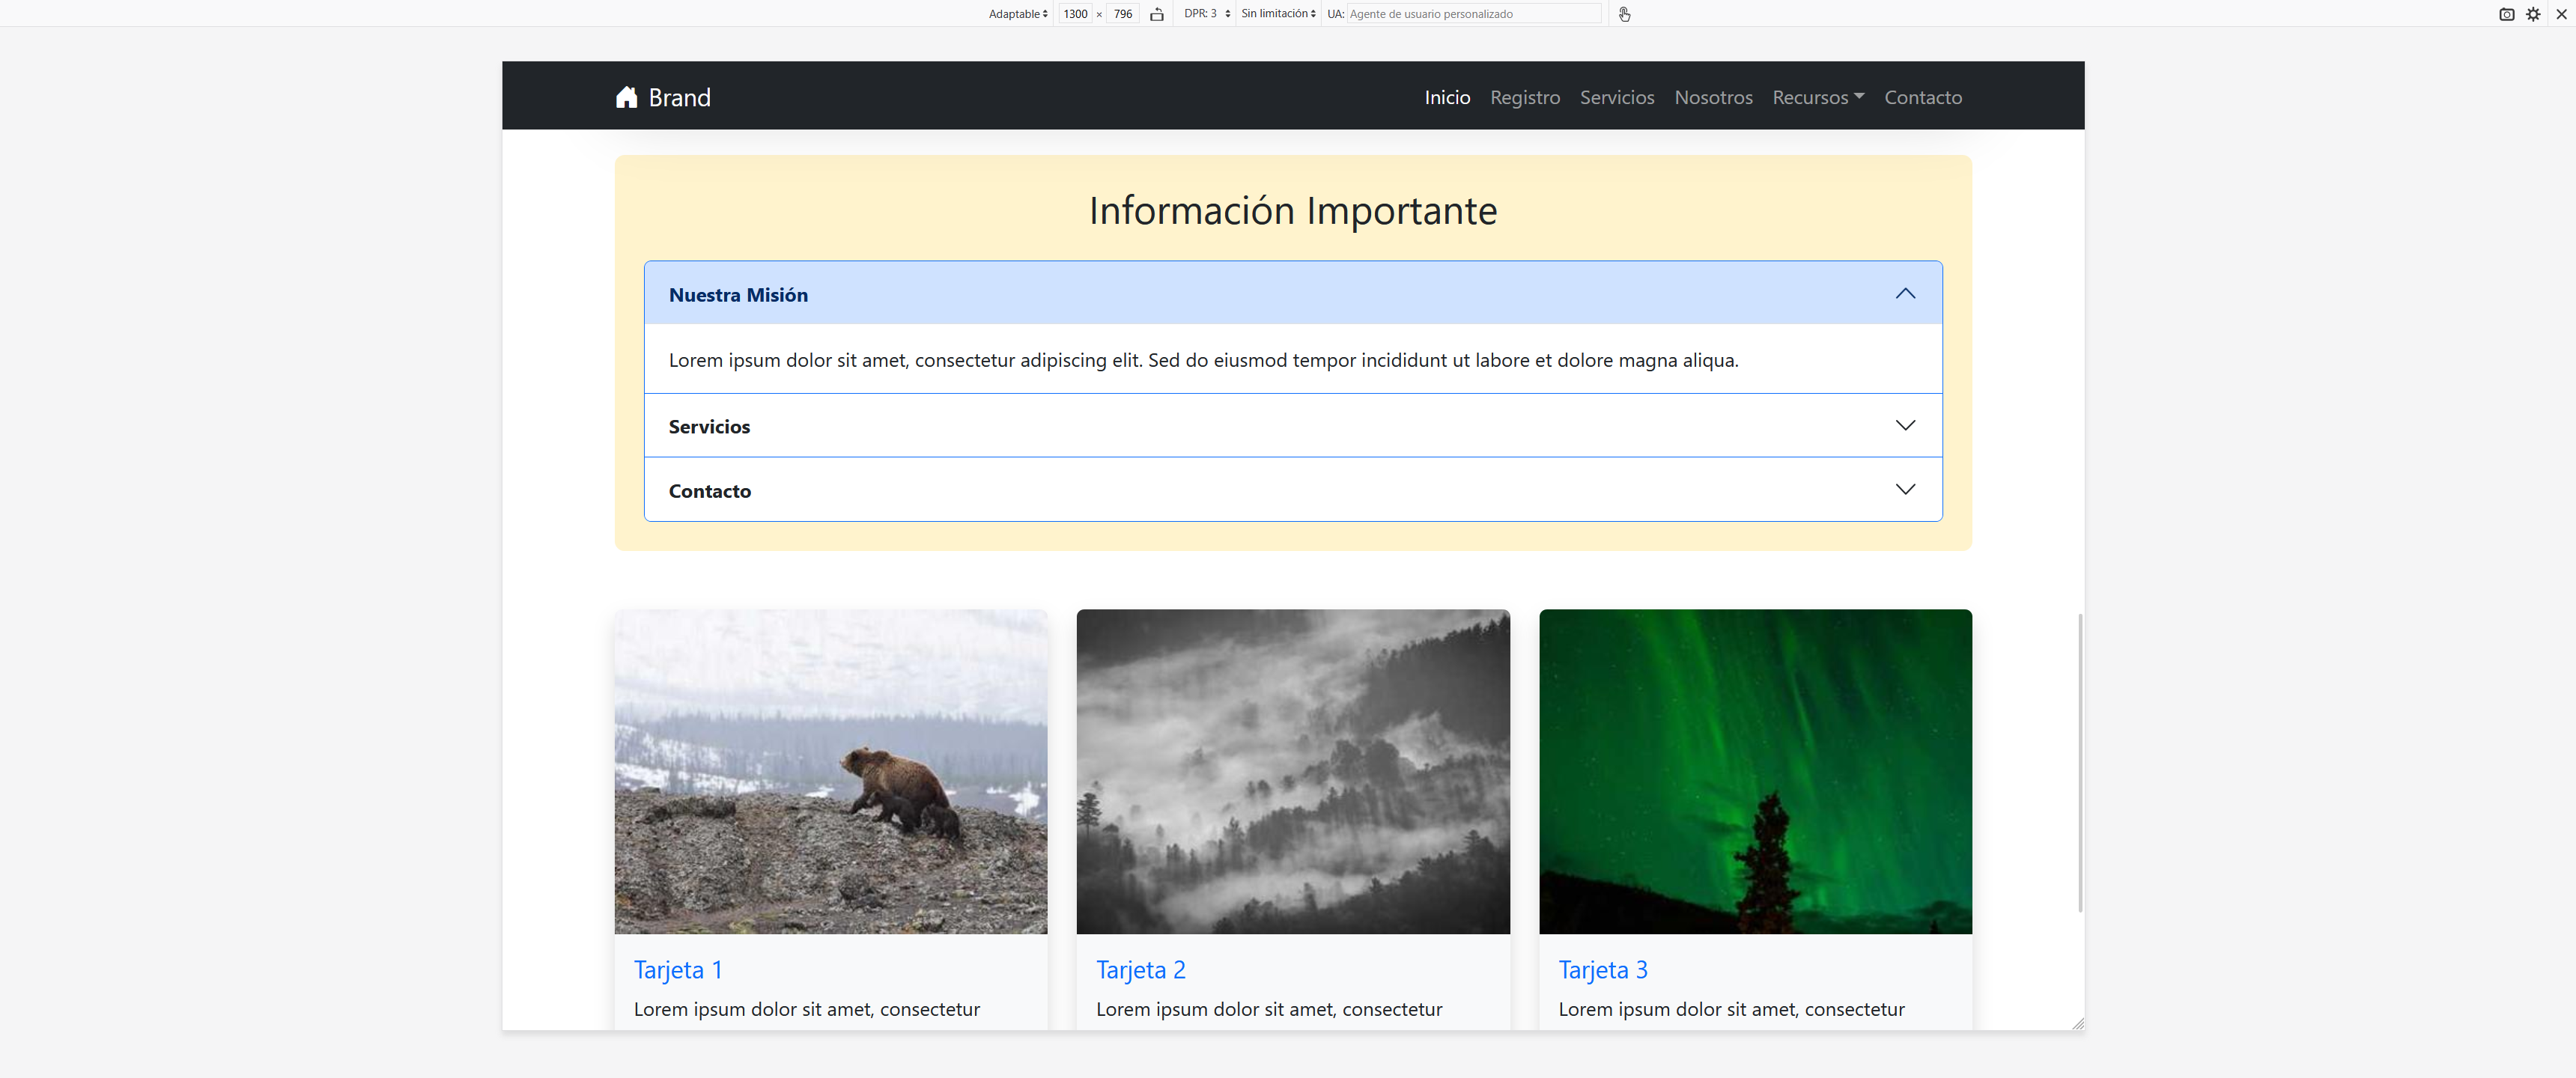 Adaptable 1300 × 796 DPR: 3 Sin limitación UA: Agente de usuario personalizado
Brand Inicio Registro Servicios Nosotros Recursos Contacto
Información Importante
Nuestra Misión
Lorem ipsum dolor sit amet, consectetur adipiscing elit. Sed do eiusmod tempor incididunt ut labore et dolore magna aliqua.
Servicios
Contacto
Tarjeta 1
Lorem ipsum dolor sit amet, consectetur
Tarjeta 2
Lorem ipsum dolor sit amet, consectetur
Tarjeta 3
Lorem ipsum dolor sit amet, consectetur